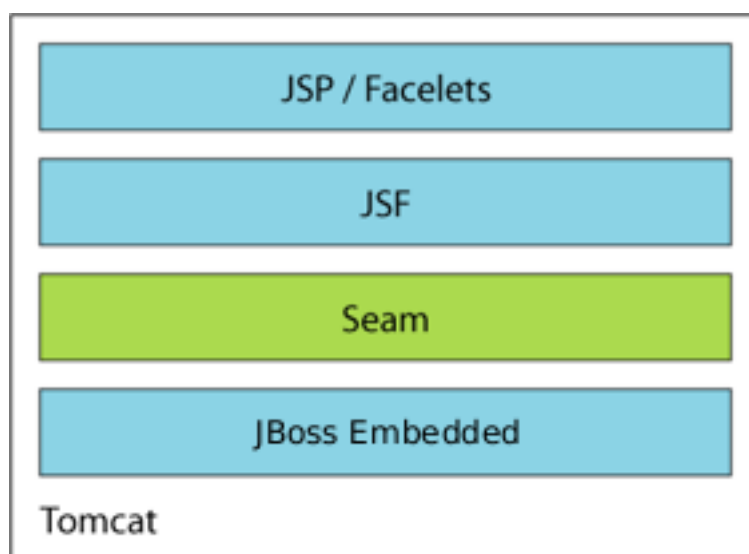 JSP / Facelets
JSF
Seam
JBoss Embedded
Tomcat